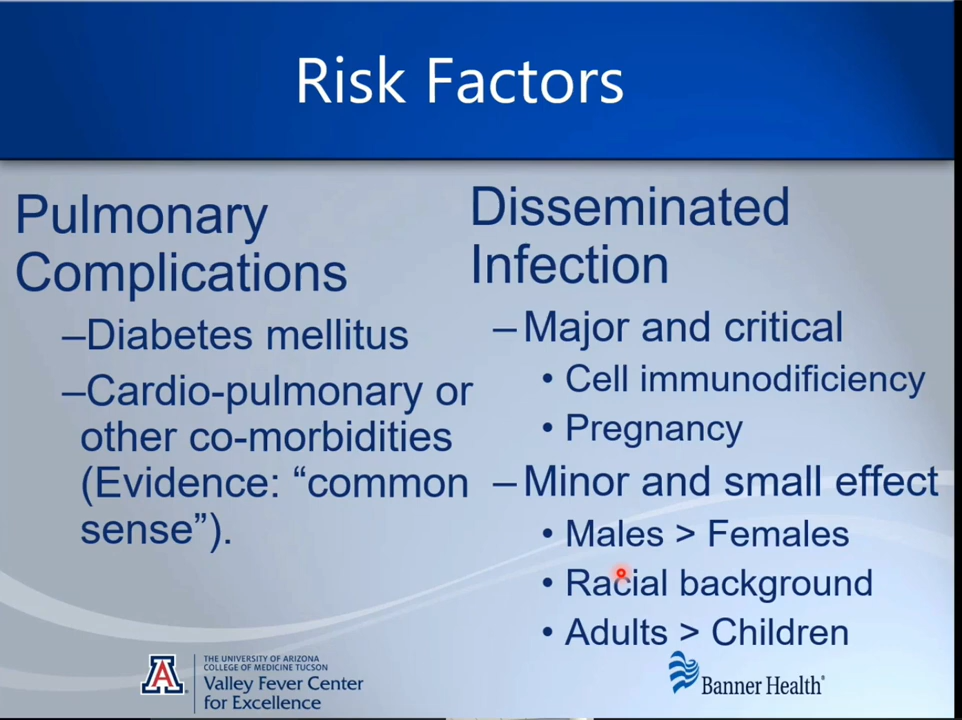 Risk Factors
Pulmonary
Complications
–Diabetes mellitus
–Cardio-pulmonary or
other co-morbidities
(Evidence: “common
sense”).
Disseminated
Infection
–Major and critical
• Cell immunodificiency
• Pregnancy
–Minor and small effect
• Males > Females
• Racial background
• Adults > Children
A
THE UNIVERSITY OF ARIZONA
COLLEGE OF MEDICINE TUCSON
Valley Fever Center
for Excellence
Banner Health®